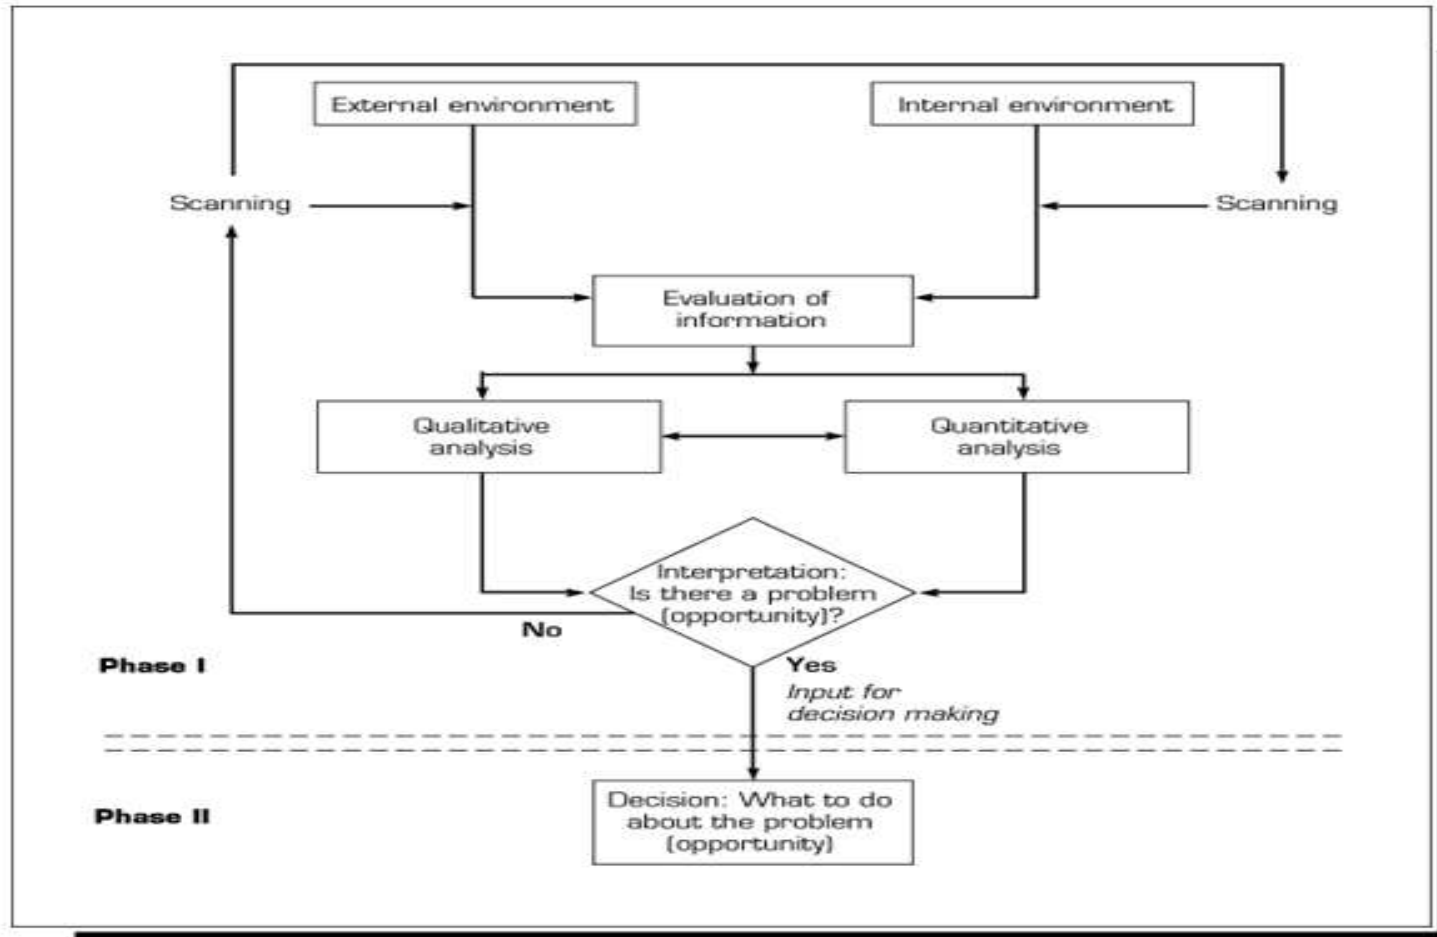 External environment
Internal environment
Scanning
Scanning
Evaluation of
information
Qualitative
analysis
Quantitative
analysis
Interpretation:
Is there a problem
(opportunity)?
No
Yes
Phase I
Input for
decision making
Phase II
Decision: What to do
about the problem
(opportunity)